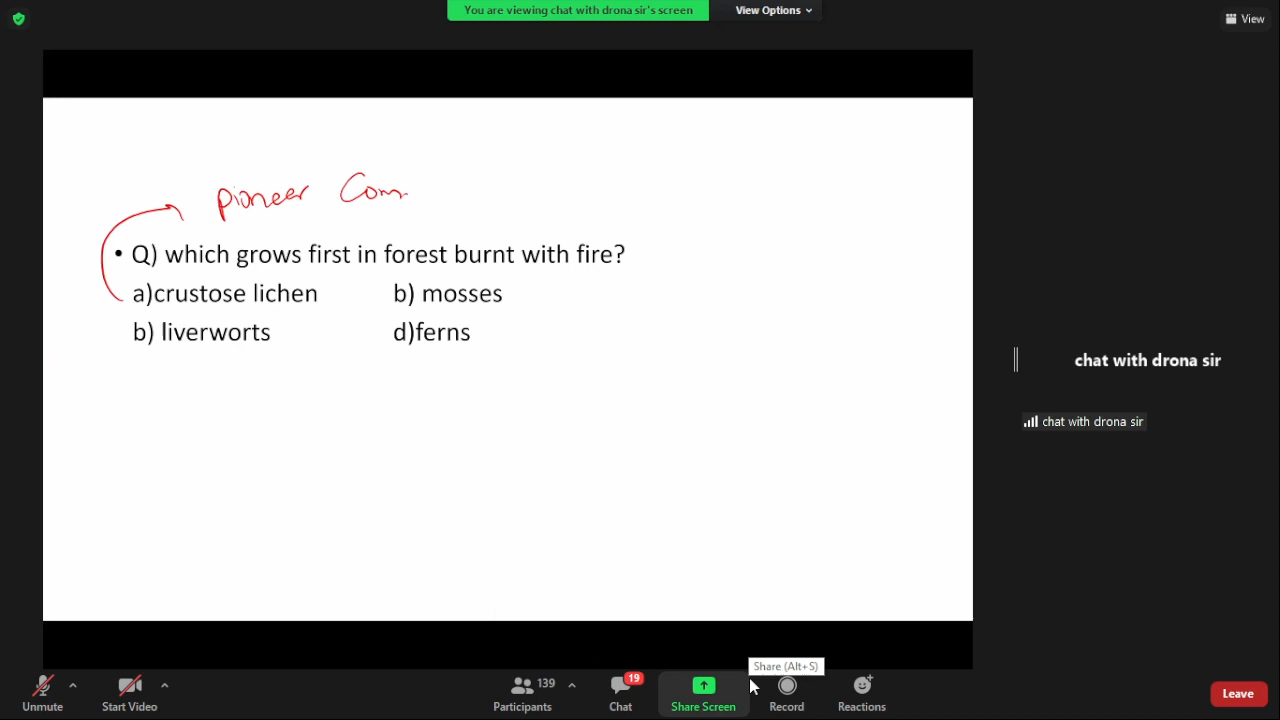 You are viewing chat with drona sir's screen
View Options
View
pioneer Com
• Q) which grows first in forest burnt with fire?
a)crustose lichen b) mosses
b) liverworts d)ferns
chat with drona sir
chat with drona sir
Share (Alt+S)
139
19
Unmute
Start Video
Participants
Chat
Share Screen
Record
Reactions
Leave